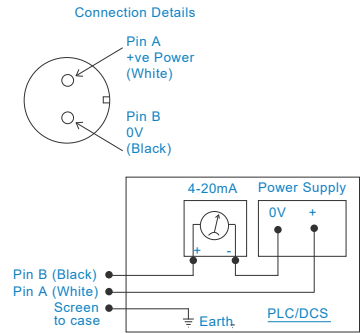 Connection Details
Pin A
+ve Power
(White)
Pin B
0V
(Black)
4-20mA
Power Supply
0V
+
+
-
Pin B (Black)
Pin A (White)
Screen
to case
Earth
PLC/DCS